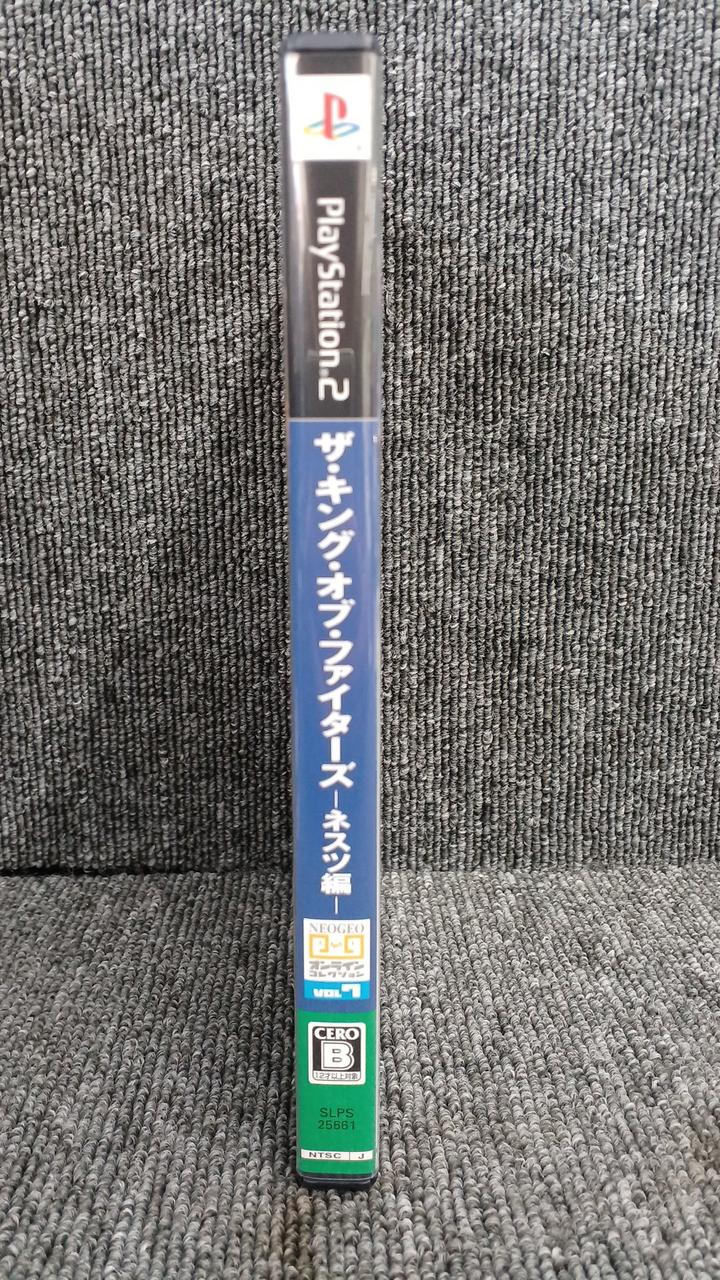 PlayStation.2
ザ・キング・オブ・ファイターズ
―ネスツ編―
NEOGEO
オンライン
コレクション
VOL 7
CERO
B
12才以上対象
SLPS
25661
NTSC J